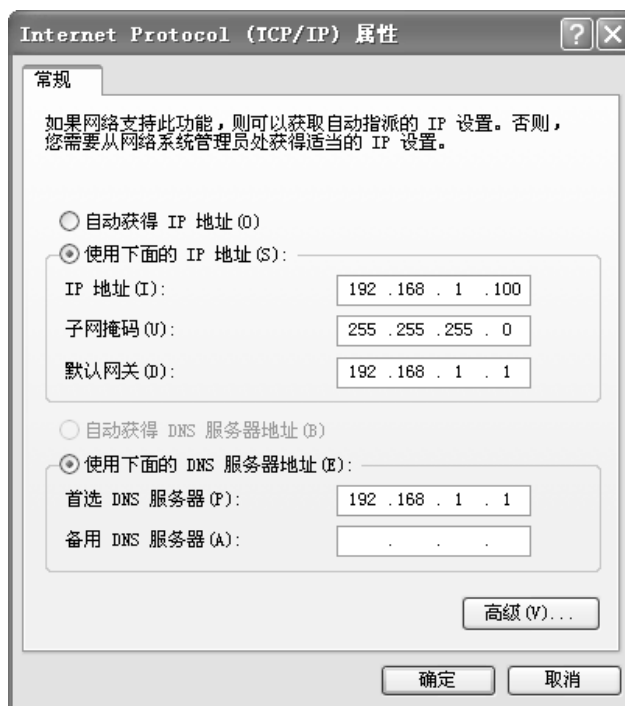 Internet Protocol (TCP/IP) 属性
常规
如果网络支持此功能，则可以获取自动指派的 IP 设置。否则，
您需要从网络系统管理员处获得适当的 IP 设置。
自动获得 IP 地址(O)
使用下面的 IP 地址(S):
IP 地址(I): 192 .168 . 1 .100
子网掩码(U): 255 .255 .255 . 0
默认网关(D): 192 .168 . 1 . 1
自动获得 DNS 服务器地址(B)
使用下面的 DNS 服务器地址(E):
首选 DNS 服务器(P): 192 .168 . 1 . 1
备用 DNS 服务器(A): . . .
高级(V)...
确定 取消